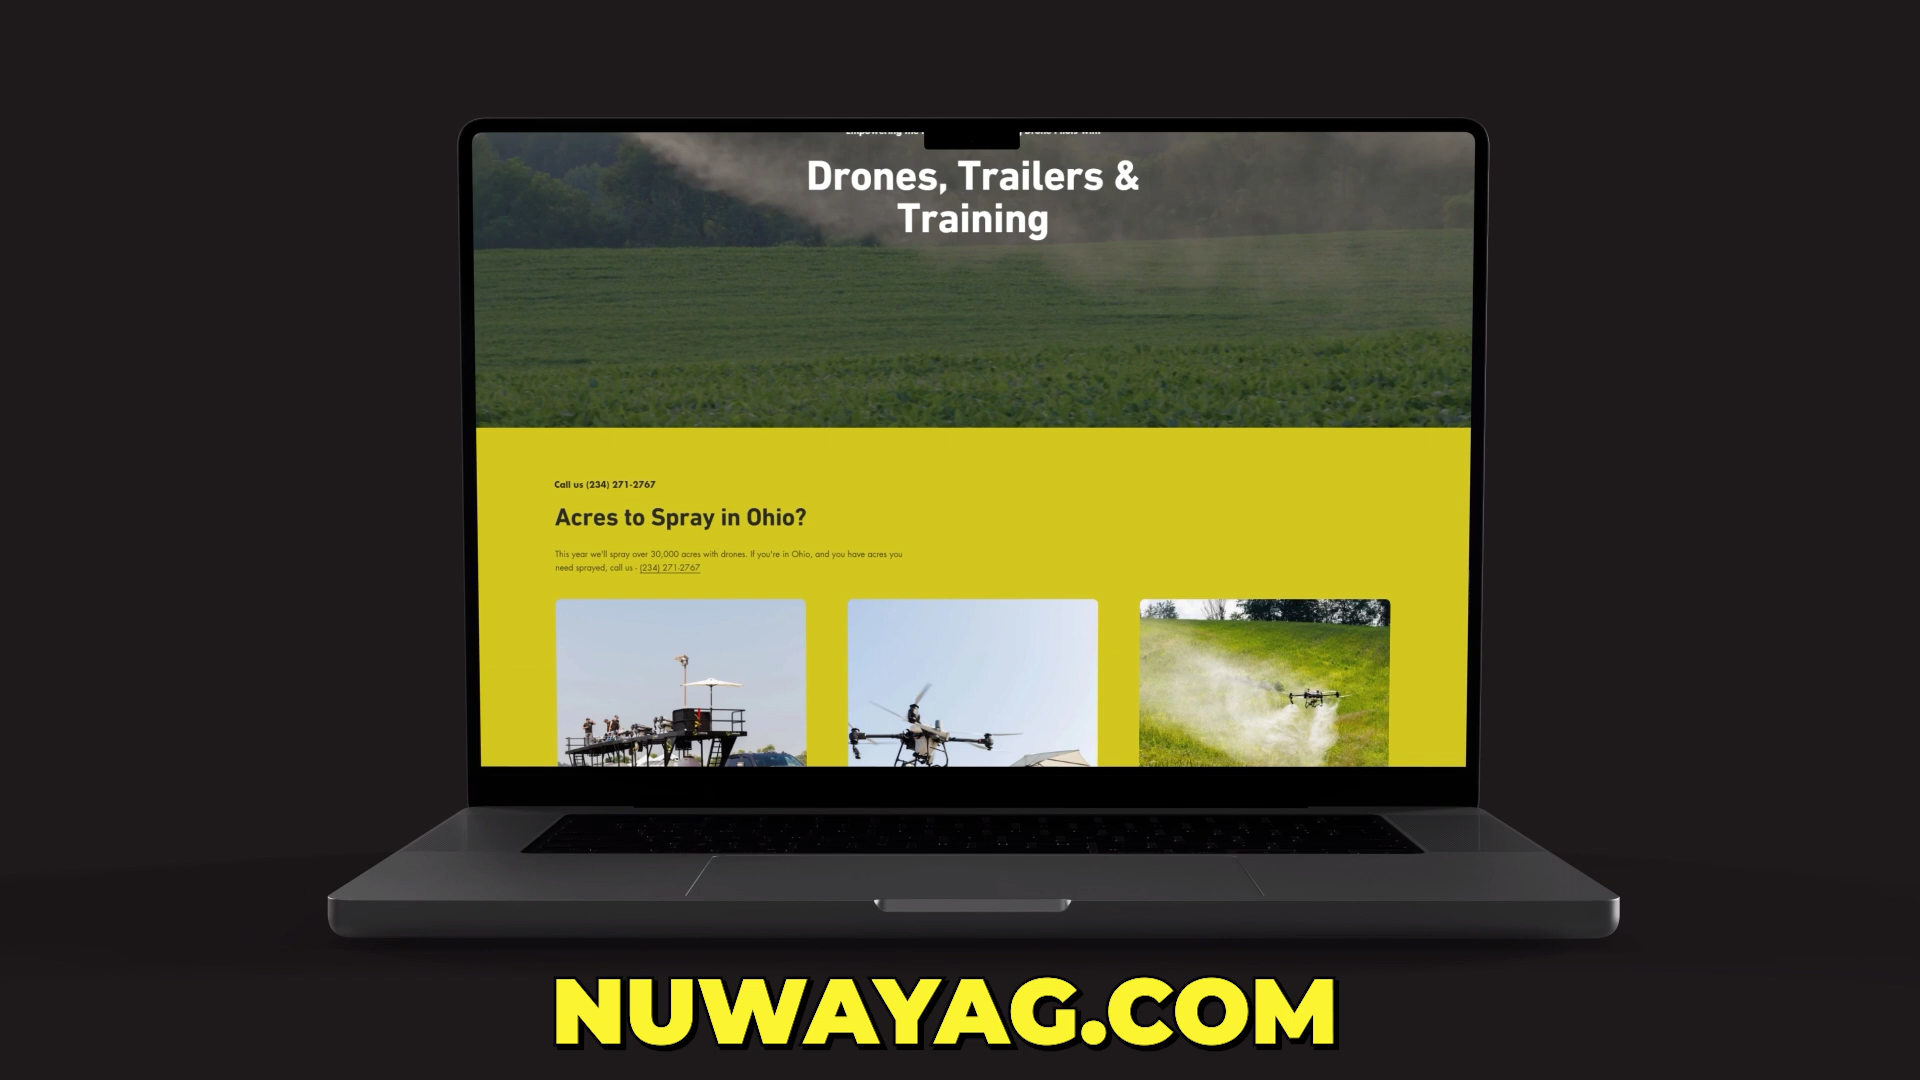 Drones, Trailers &
Training
Call us (234) 271-2767
Acres to Spray in Ohio?
This year we'll spray over 30,000 acres with drones. If you're in Ohio, and you have acres you
need sprayed, call us - (234) 271-2767
NUWAYAG.COM